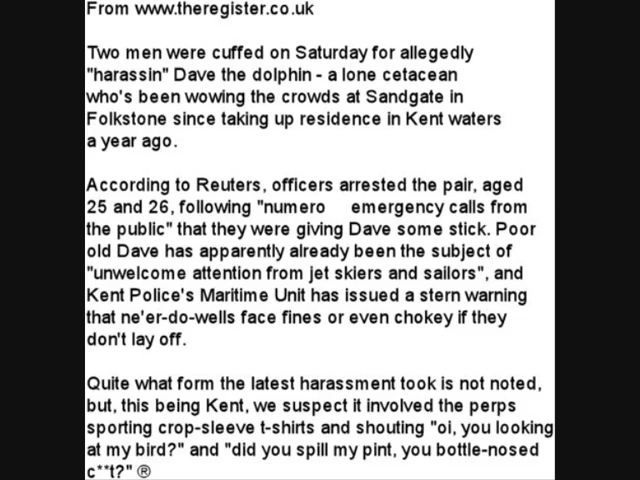 From www.theregister.co.uk
Two men were cuffed on Saturday for allegedly
"harassin" Dave the dolphin - a lone cetacean
who's been wowing the crowds at Sandgate in
Folkstone since taking up residence in Kent waters
a year ago.
According to Reuters, officers arrested the pair, aged
25 and 26, following "numero emergency calls from
the public" that they were giving Dave some stick. Poor
old Dave has apparently already been the subject of
"unwelcome attention from jet skiers and sailors", and
Kent Police's Maritime Unit has issued a stern warning
that ne'er-do-wells face fines or even chokey if they
don't lay off.
Quite what form the latest harassment took is not noted,
but, this being Kent, we suspect it involved the perps
sporting crop-sleeve t-shirts and shouting "oi, you looking
at my bird?" and "did you spill my pint, you bottle-nosed
c**t?" ®